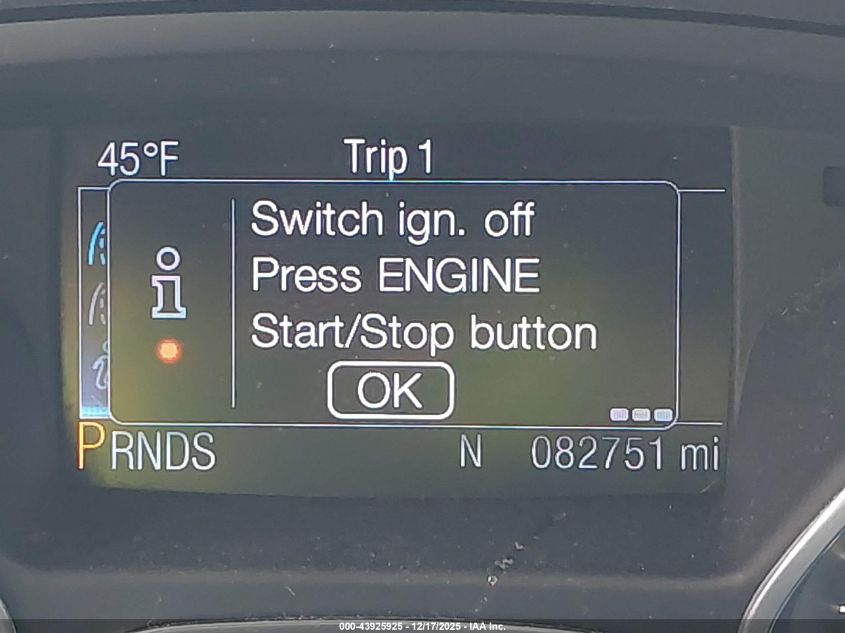 45°F Trip 1
Switch ign. off
Press ENGINE
Start/Stop button
OK
PRNDS N 082751 mi
000-43925925 - 12/17/2025 - IAA Inc.